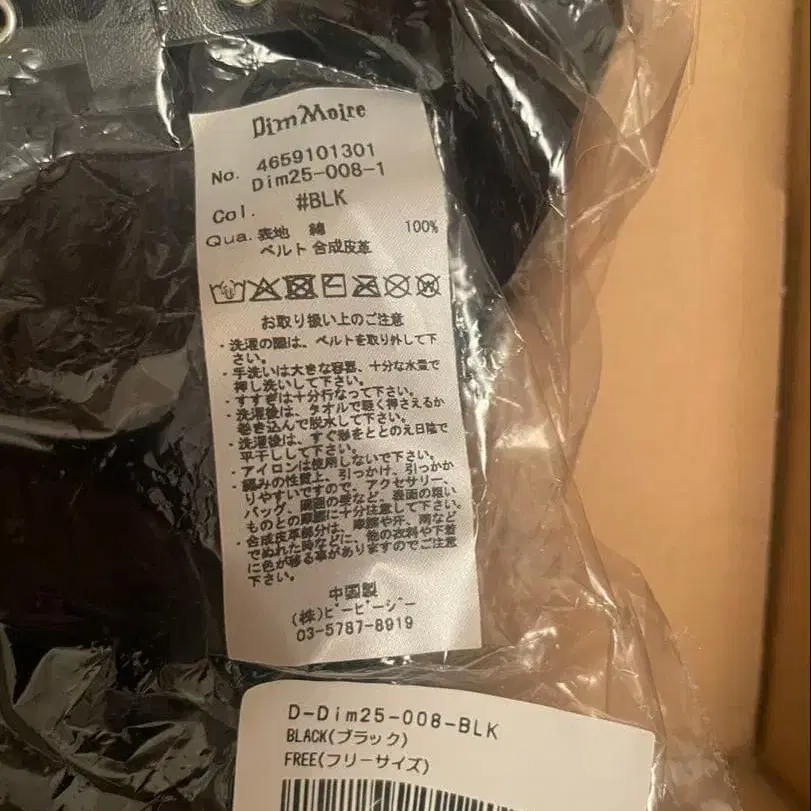 DimMoire
No. 4659101301
Dim25-008-1
Col. #BLK
Qua. 表地 綿 100%
ベルト 合成皮革
お取り扱い上のご注意
・洗濯の際は、ベルトを取り外して下
さい。
・手洗いは大きな容器、十分な水量で
押し洗いして下さい。
・すすぎは十分行なって下さい。
・洗濯後は、タオルで軽く押さえるか
巻き込んで脱水して下さい。
・洗濯後は、すぐ形をととのえ日陰で
平干しして下さい。
・アイロンは使用しないで下さい。
・編みの性質上、引っかけ、引っかか
りやすいですので、アクセサリー、
バッグ、周囲の壁など、表面の粗い
ものとの摩擦に十分注意して下さい。
・合成皮革部分は、摩擦や汗、雨など
でぬれた時などに、他の衣料や下着
に色が移る事がありますのでご注意
下さい。
中国製
(株)ビーピージー
03-5787-8919
D-Dim25-008-BLK
BLACK(ブラック)
FREE(フリーサイズ)